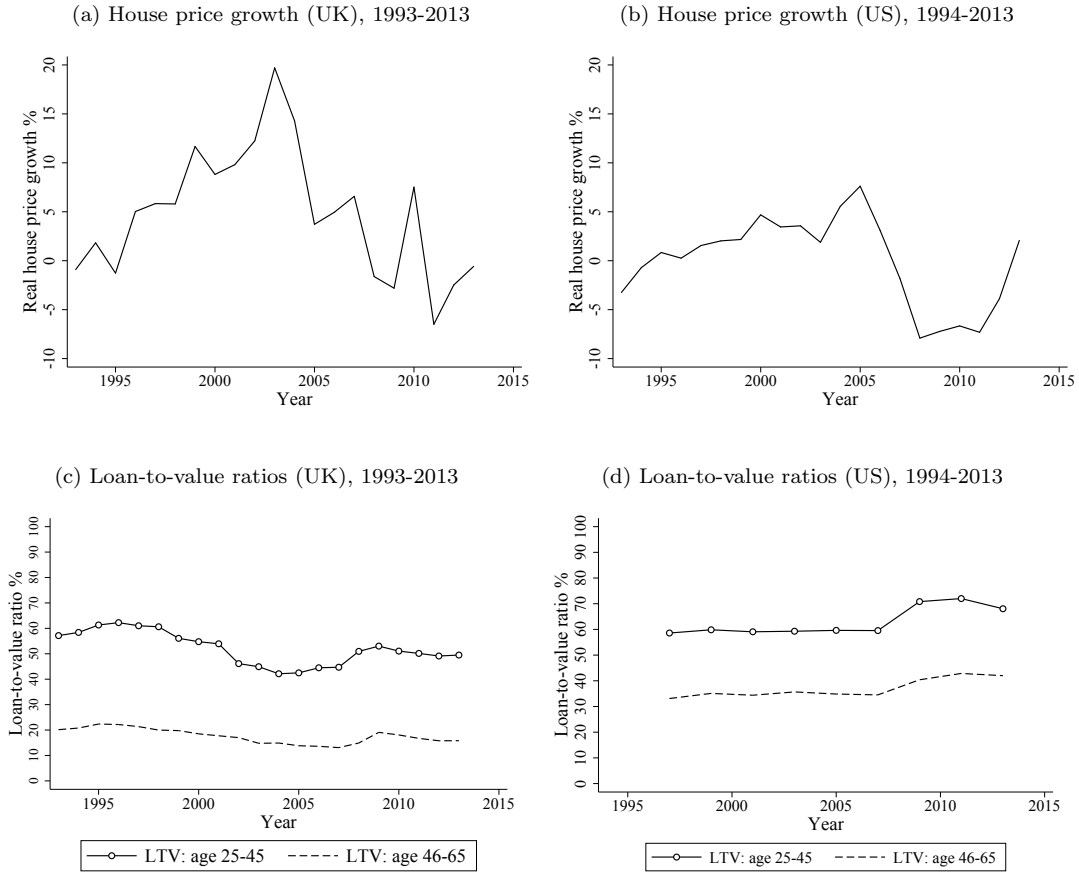 (a) House price growth (UK), 1993-2013
Real house price growth %
20
15
10
5
0
-5
-10
1995 2000 2005 2010 2015
Year
(b) House price growth (US), 1994-2013
Real house price growth %
20
15
10
5
0
-5
-10
1995 2000 2005 2010 2015
Year
(c) Loan-to-value ratios (UK), 1993-2013
Loan-to-value ratio %
100
90
80
70
60
50
40
30
20
10
0
1995 2000 2005 2010 2015
Year
LTV: age 25-45 LTV: age 46-65
(d) Loan-to-value ratios (US), 1994-2013
Loan-to-value ratio %
100
90
80
70
60
50
40
30
20
10
0
1995 2000 2005 2010 2015
Year
LTV: age 25-45 LTV: age 46-65